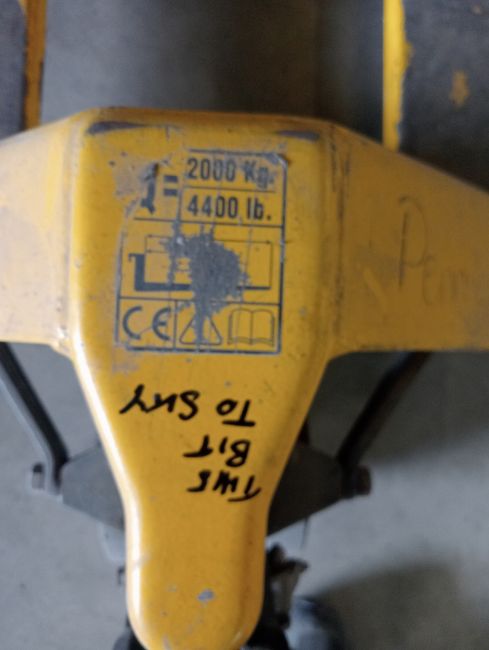 2000 Kg.
4400 lb.
CE
THIS
BIT
TO SKY